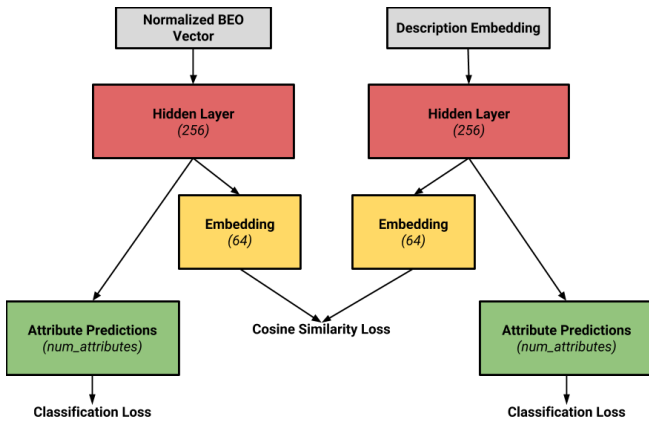 Normalized BEO
Vector
Description Embedding
Hidden Layer
(256)
Hidden Layer
(256)
Embedding
(64)
Embedding
(64)
Attribute Predictions
(num_attributes)
Cosine Similarity Loss
Attribute Predictions
(num_attributes)
Classification Loss
Classification Loss